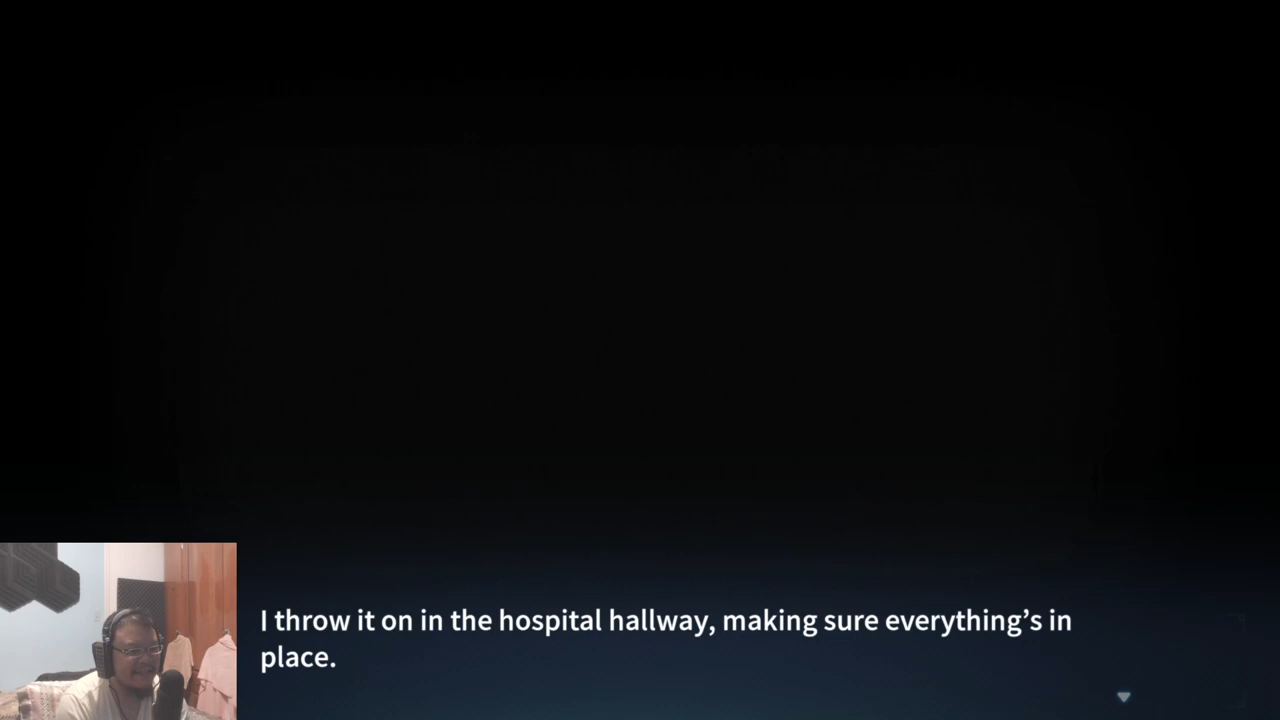 I throw it on in the hospital hallway, making sure everything’s in
place.